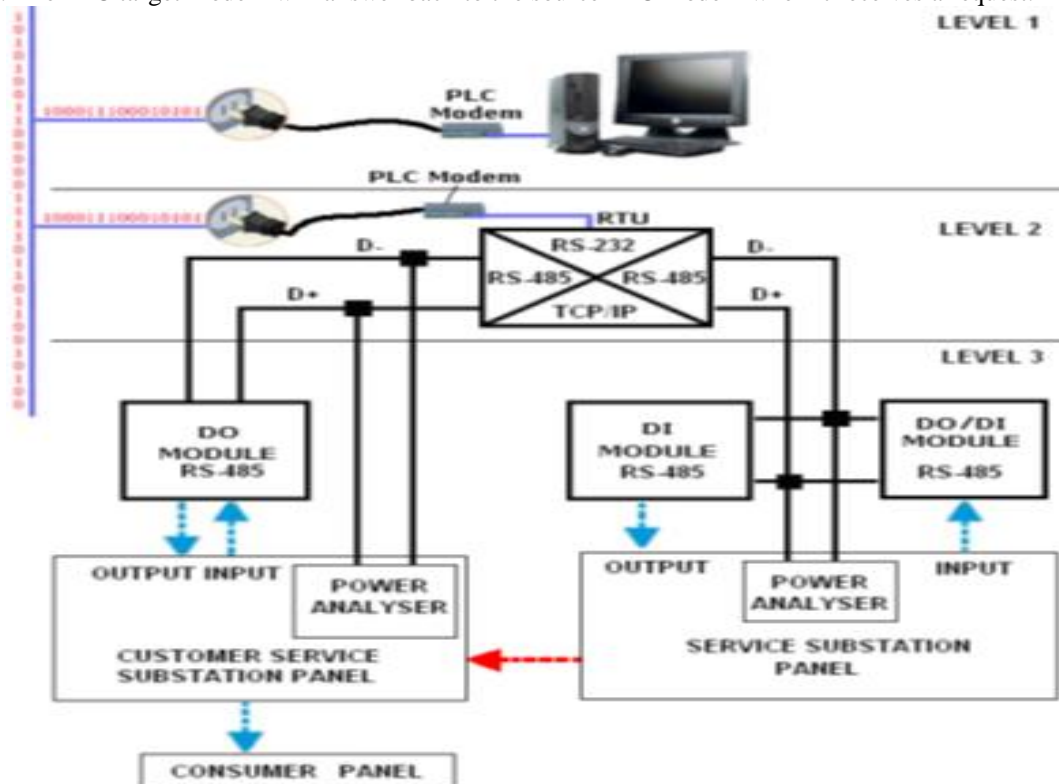 LEVEL 1
PLC
Modem
100011100010101
PLC Modem
100011100010101
RTU
LEVEL 2
D-
RS-232
D-
RS-485
RS-485
D+
TCP/IP
D+
LEVEL 3
DO
MODULE
RS-485
DI
MODULE
RS-485
DO/DI
MODULE
RS-485
OUTPUT INPUT
POWER
ANALYSER
CUSTOMER SERVICE
SUBSTATION PANEL
OUTPUT
INPUT
POWER
ANALYSER
SERVICE SUBSTATION
PANEL
CONSUMER PANEL